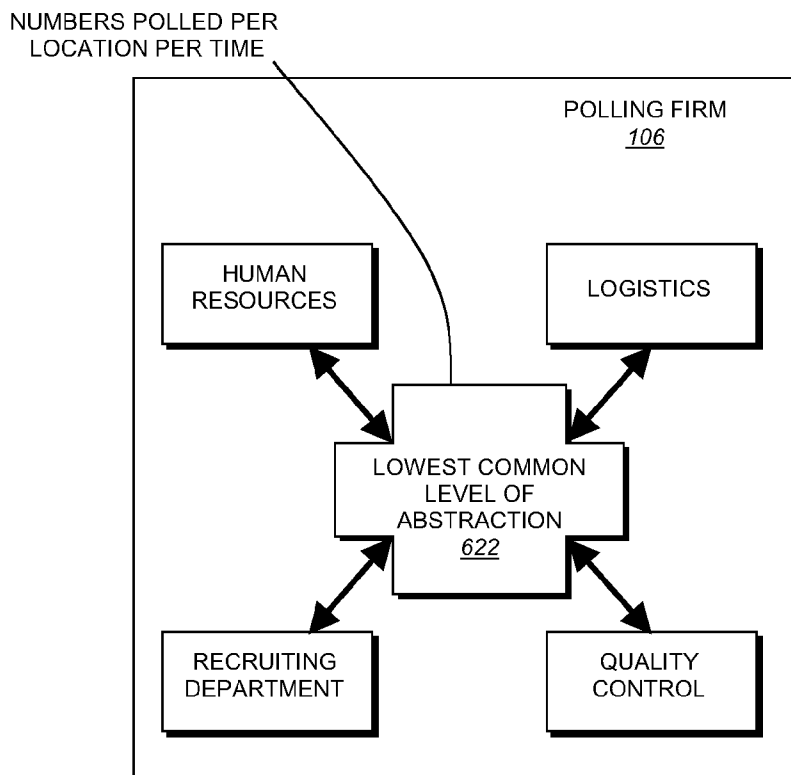 NUMBERS POLLED PER
LOCATION PER TIME
POLLING FIRM
106
HUMAN
RESOURCES
LOGISTICS
LOWEST COMMON
LEVEL OF
ABSTRACTION
622
RECRUITING
DEPARTMENT
QUALITY
CONTROL